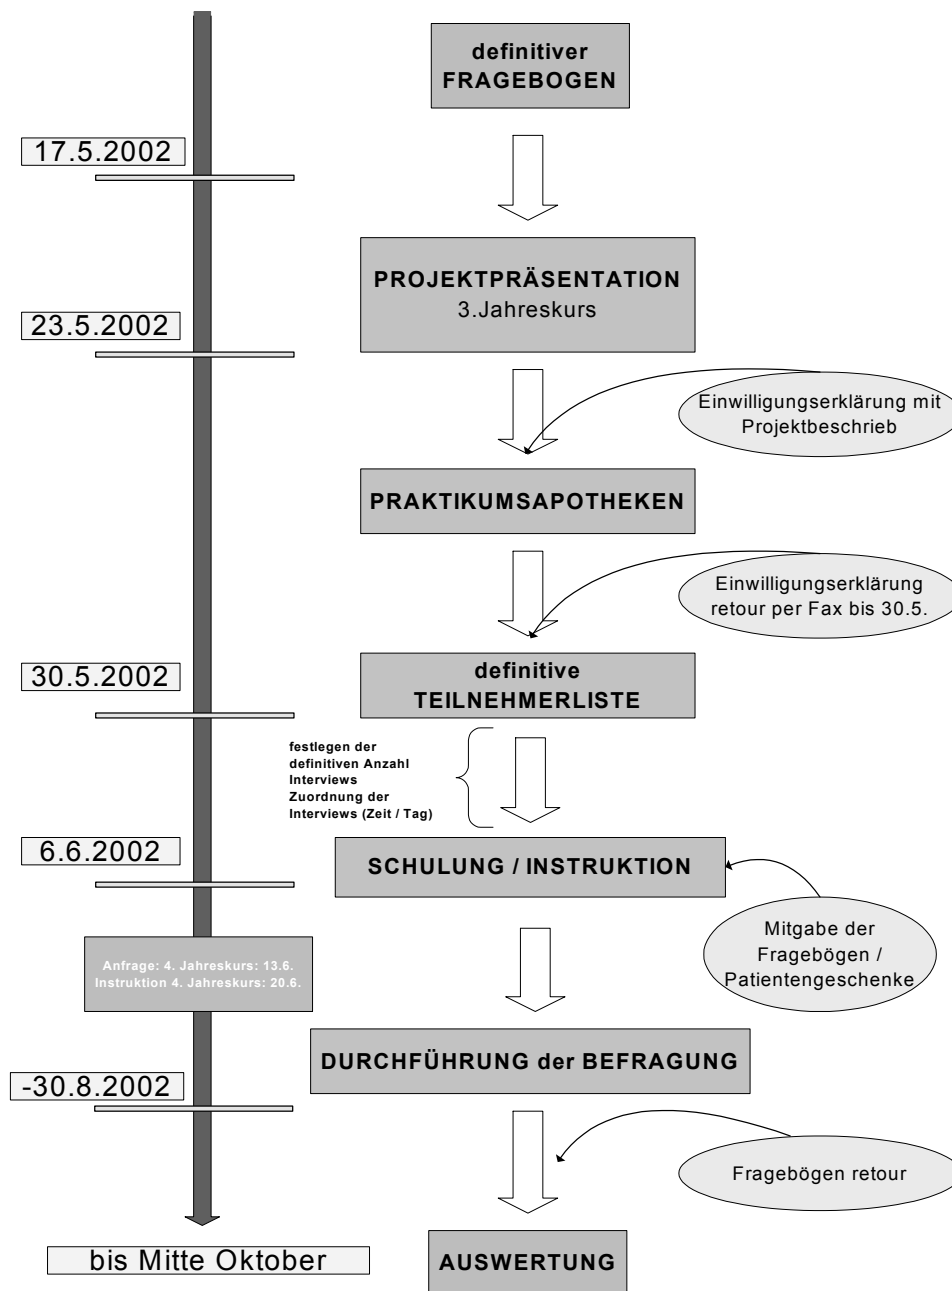 definitiver
FRAGEBOGEN
17.5.2002
PROJEKTPRÄSENTATION
3.Jahreskurs
23.5.2002
Einwilligungserklärung mit
Projektbeschrieb
PRAKTIKUMSAPOTHEKEN
Einwilligungserklärung
retour per Fax bis 30.5.
definitive
TEILNEHMERLISTE
30.5.2002
festlegen der
definitiven Anzahl
Interviews
Zuordnung der
Interviews (Zeit / Tag)
6.6.2002
SCHULUNG / INSTRUKTION
Mitgabe der
Fragebögen /
Patientengeschenke
Anfrage: 4. Jahreskurs: 13.6.
Instruktion 4. Jahreskurs: 20.6.
DURCHFÜHRUNG der BEFRAGUNG
-30.8.2002
Fragebögen retour
bis Mitte Oktober
AUSWERTUNG